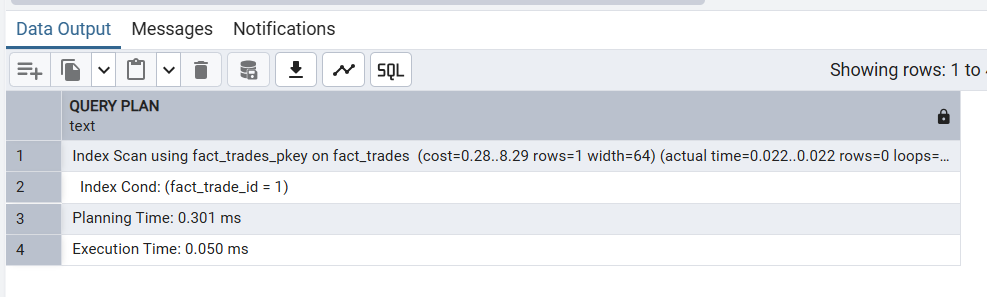 Data Output Messages Notifications
SQL
Showing rows: 1 to
QUERY PLAN
text
1 Index Scan using fact_trades_pkey on fact_trades (cost=0.28..8.29 rows=1 width=64) (actual time=0.022..0.022 rows=0 loops=...
2 Index Cond: (fact_trade_id = 1)
3 Planning Time: 0.301 ms
4 Execution Time: 0.050 ms